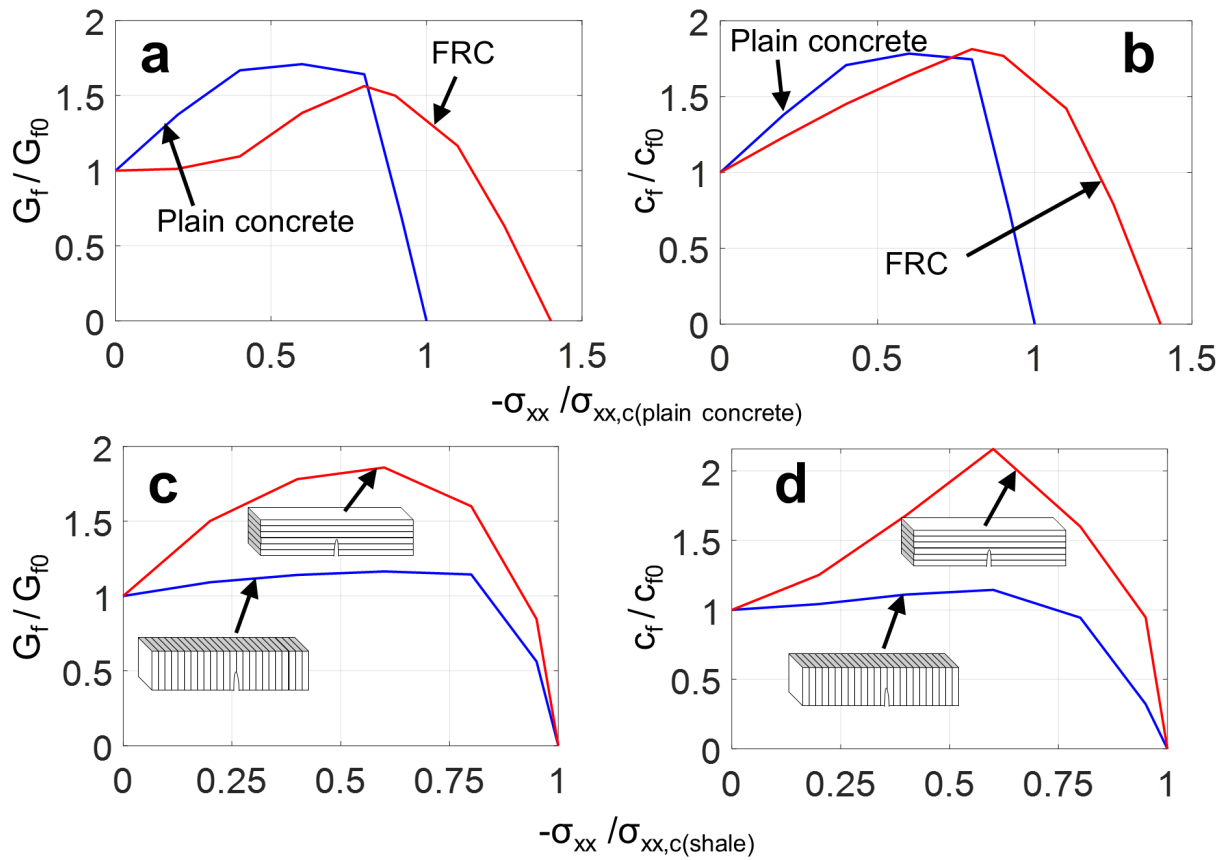 a
FRC
Plain concrete
G_f / G_f0
2
1.5
1
0.5
0
0 0.5 1 1.5
b
Plain concrete
FRC
c_f / c_f0
2
1.5
1
0.5
0
0 0.5 1 1.5
-σ_xx /σ_xx,c(plain concrete)
c
G_f / G_f0
2
1.5
1
0.5
0
0 0.25 0.5 0.75 1
d
c_f / c_f0
2
1.5
1
0.5
0
0 0.25 0.5 0.75 1
-σ_xx /σ_xx,c(shale)